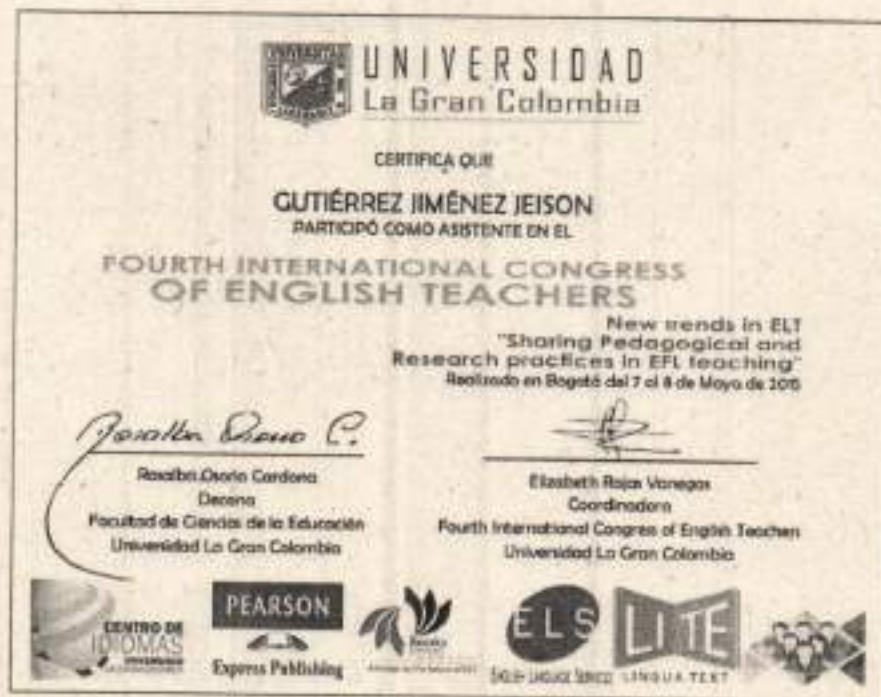 UNIVERSIDAD
La Gran Colombia
CERTIFICA QUE
GUTIÉRREZ JIMÉNEZ JEISON
PARTICIPÓ COMO ASISTENTE EN EL
FOURTH INTERNATIONAL CONGRESS
OF ENGLISH TEACHERS
New trends in ELT
"Sharing Pedagogical and
Research practices in EFL teaching"
Realizado en Bogotá del 7 al 8 de Mayo de 2015
Rosalba Osorio C.
Rosalba Osorio Cardona
Decana
Facultad de Ciencias de la Educación
Universidad La Gran Colombia
Elizabeth Rojas Vanegas
Coordinadora
Fourth International Congress of English Teachers
Universidad La Gran Colombia
CENTRO DE
IDIOMAS
UNIVERSIDAD
PEARSON
Express Publishing
ELS
ENGLISH LANGUAGE SERVICES
LITE
LINGUA TEXT